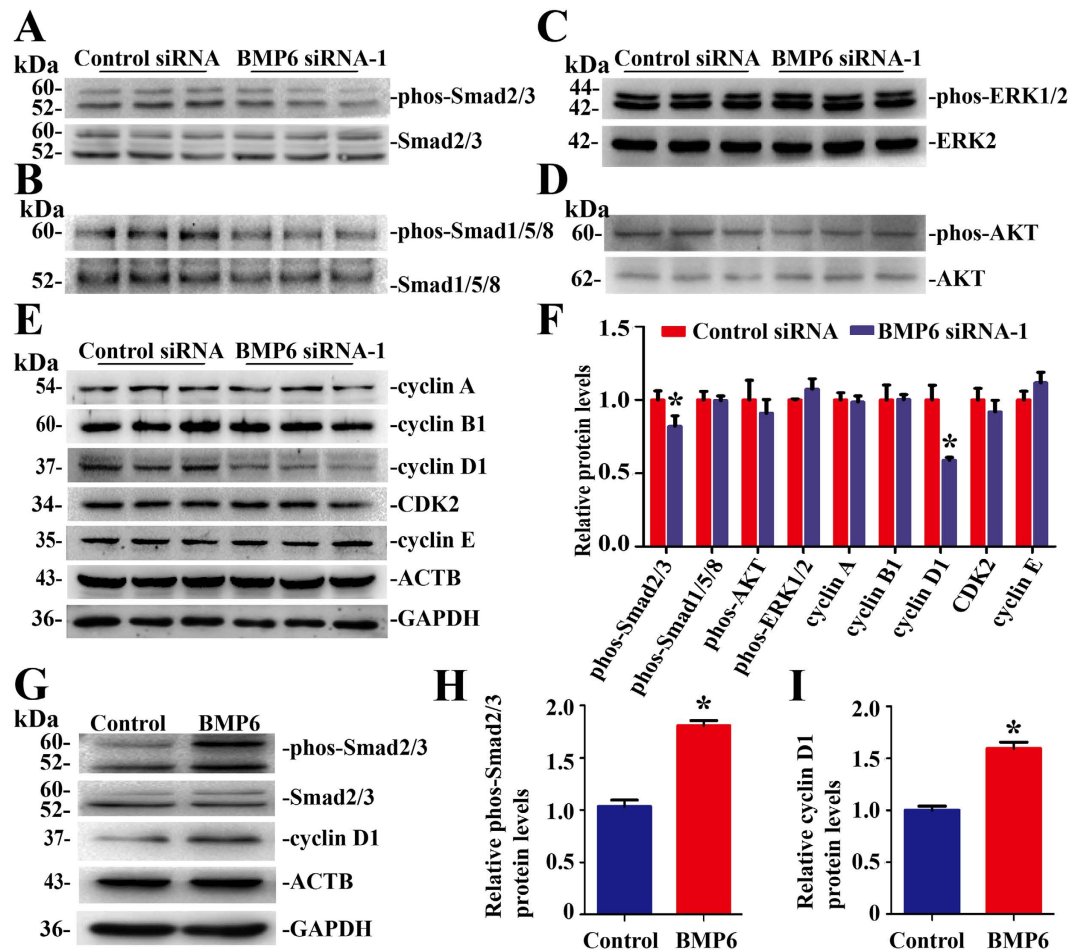 A
Control siRNA BMP6 siRNA-1
kDa
60- -phos-Smad2/3
52-
60- -Smad2/3
52-
B
kDa
60- -phos-Smad1/5/8
52- -Smad1/5/8
C
Control siRNA BMP6 siRNA-1
kDa
44- -phos-ERK1/2
42-
42- -ERK2
D
kDa
60- -phos-AKT
62- -AKT
E
Control siRNA BMP6 siRNA-1
kDa
54- -cyclin A
60- -cyclin B1
37- -cyclin D1
34- -CDK2
35- -cyclin E
43- -ACTB
36- -GAPDH
F
Control siRNA BMP6 siRNA-1
Relative protein levels
1.5
1.0
0.5
0.0
* *
phos-Smad2/3
phos-Smad1/5/8
phos-AKT
phos-ERK1/2
cyclin A
cyclin B1
cyclin D1
CDK2
cyclin E
G
kDa Control BMP6
60- -phos-Smad2/3
52-
60- -Smad2/3
52-
37- -cyclin D1
43- -ACTB
36- -GAPDH
H
Relative phos-Smad2/3
protein levels
2.0
1.5
1.0
0.5
0
*
Control BMP6
I
Relative cyclin D1
protein levels
2.0
1.5
1.0
0.5
0
*
Control BMP6